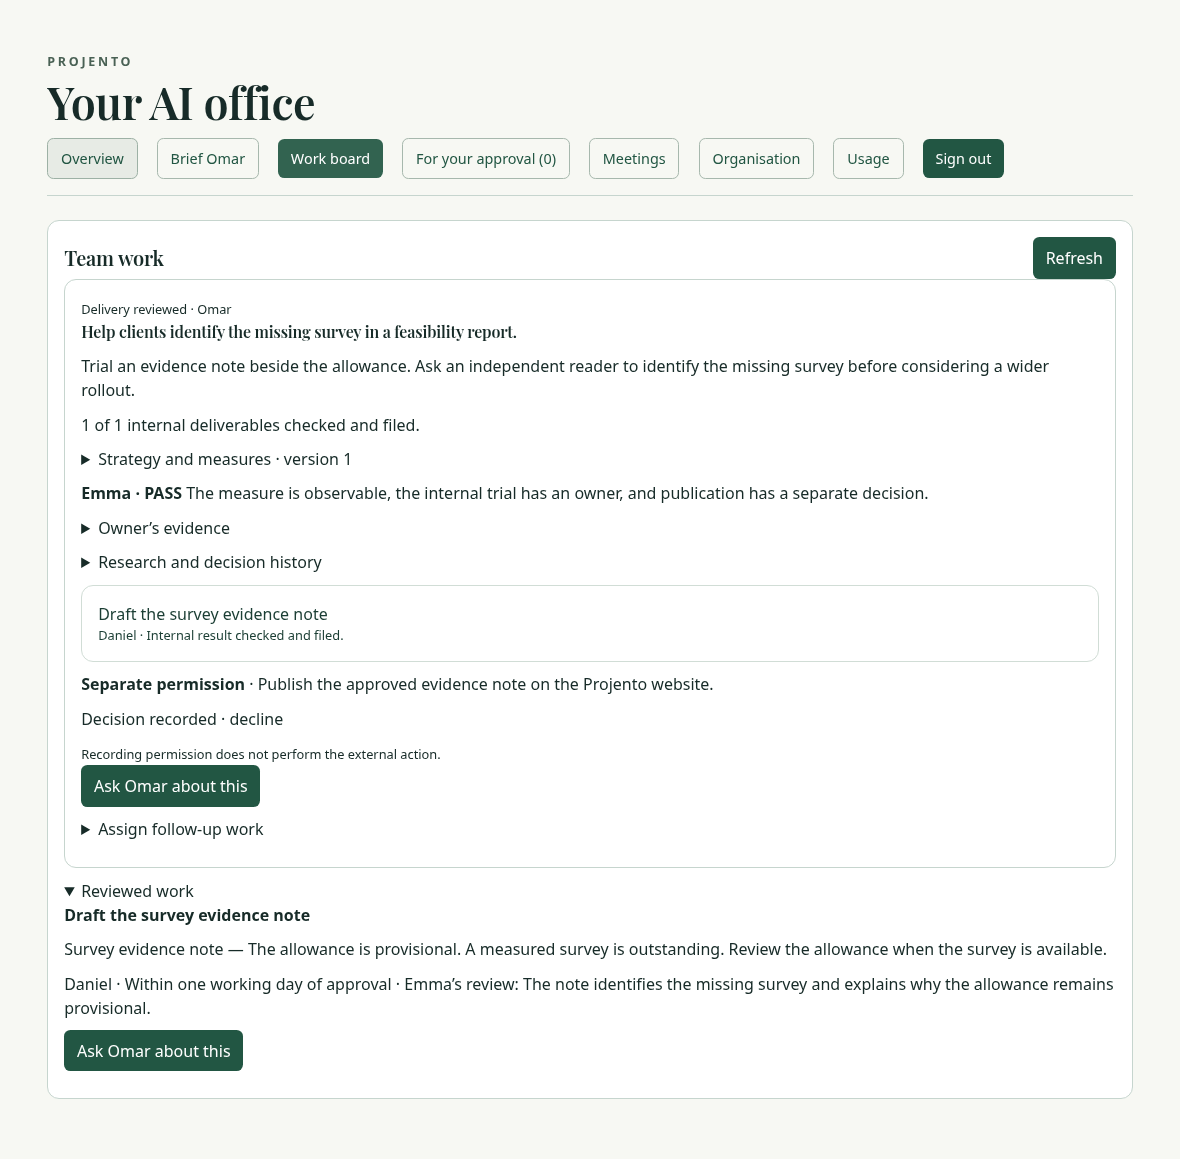 PROJENTO
Your AI office
Overview
Brief Omar
Work board
For your approval (0)
Meetings
Organisation
Usage
Sign out
Team work
Refresh
Delivery reviewed · Omar
Help clients identify the missing survey in a feasibility report.
Trial an evidence note beside the allowance. Ask an independent reader to identify the missing survey before considering a wider
rollout.
1 of 1 internal deliverables checked and filed.
▶ Strategy and measures · version 1
Emma · PASS The measure is observable, the internal trial has an owner, and publication has a separate decision.
▶ Owner’s evidence
▶ Research and decision history
Draft the survey evidence note
Daniel · Internal result checked and filed.
Separate permission · Publish the approved evidence note on the Projento website.
Decision recorded · decline
Recording permission does not perform the external action.
Ask Omar about this
▶ Assign follow-up work
▼ Reviewed work
Draft the survey evidence note
Survey evidence note — The allowance is provisional. A measured survey is outstanding. Review the allowance when the survey is available.
Daniel · Within one working day of approval · Emma’s review: The note identifies the missing survey and explains why the allowance remains
provisional.
Ask Omar about this